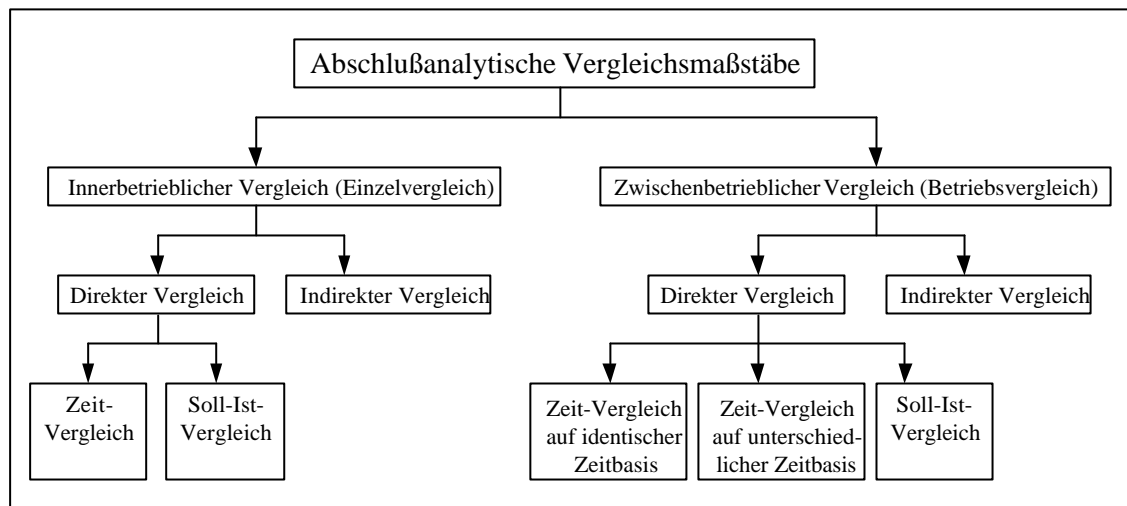 Abschlußanalytische Vergleichsmaßstäbe
Innerbetrieblicher Vergleich (Einzelvergleich)
Zwischenbetrieblicher Vergleich (Betriebsvergleich)
Direkter Vergleich
Indirekter Vergleich
Direkter Vergleich
Indirekter Vergleich
Zeit-
Vergleich
Soll-Ist-
Vergleich
Zeit-Vergleich
auf identischer
Zeitbasis
Zeit-Vergleich
auf unterschied-
licher Zeitbasis
Soll-Ist-
Vergleich